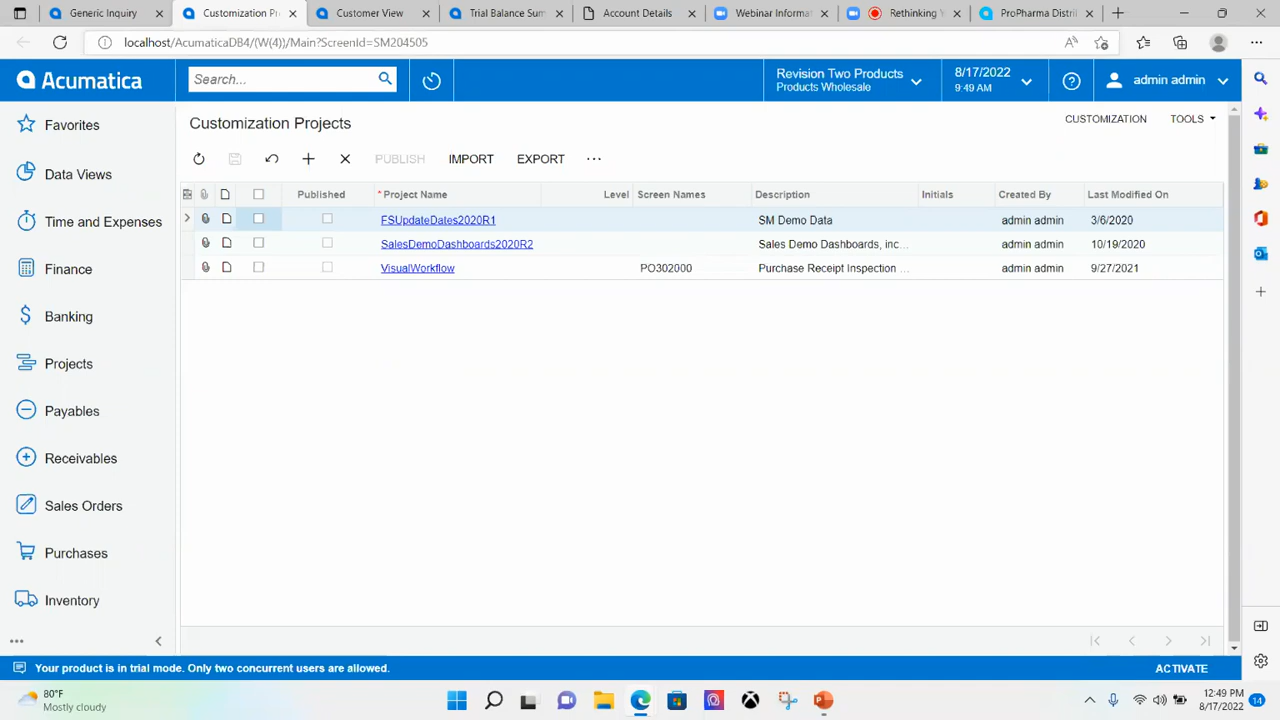 Generic Inquiry
Customization Pr
Customer View
Trial Balance Sum
Account Details
Webinar Informa
Rethinking
ProPharma Distri
localhost/AcumaticaDB4/(W(4))/Main?ScreenId=SM204505
Acumatica
Search...
Revision Two Products
Products Wholesale
8/17/2022
9:49 AM
admin admin
Favorites
Data Views
Time and Expenses
Finance
Banking
Projects
Payables
Receivables
Sales Orders
Purchases
Inventory
Customization Projects
CUSTOMIZATION TOOLS
PUBLISH IMPORT EXPORT
Published * Project Name Level Screen Names Description Initials Created By Last Modified On
FSUpdateDates2020R1 SM Demo Data admin admin 3/6/2020
SalesDemoDashboards2020R2 Sales Demo Dashboards, inc... admin admin 10/19/2020
VisualWorkflow PO302000 Purchase Receipt Inspection ... admin admin 9/27/2021
Your product is in trial mode. Only two concurrent users are allowed.
ACTIVATE
80°F
Mostly cloudy
12:49 PM
8/17/2022
14